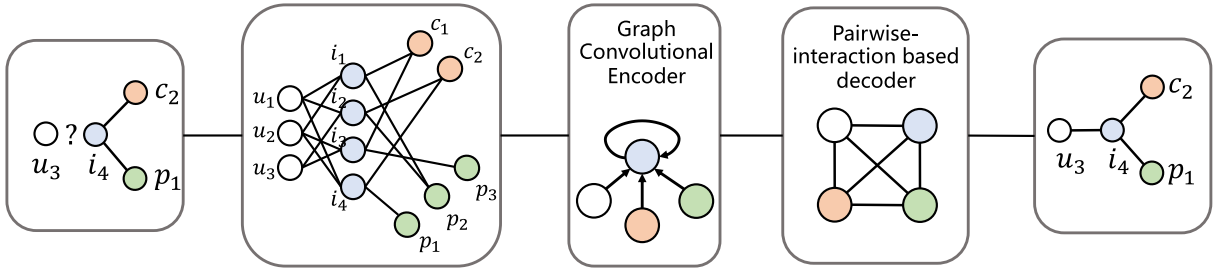 c₂
?
u₃
i₄
p₁
c₁
c₂
i₁
u₁
i₂
u₂
i₃
u₃
i₄
p₃
p₂
p₁
Graph
Convolutional
Encoder
Pairwise-
interaction based
decoder
c₂
u₃
i₄
p₁